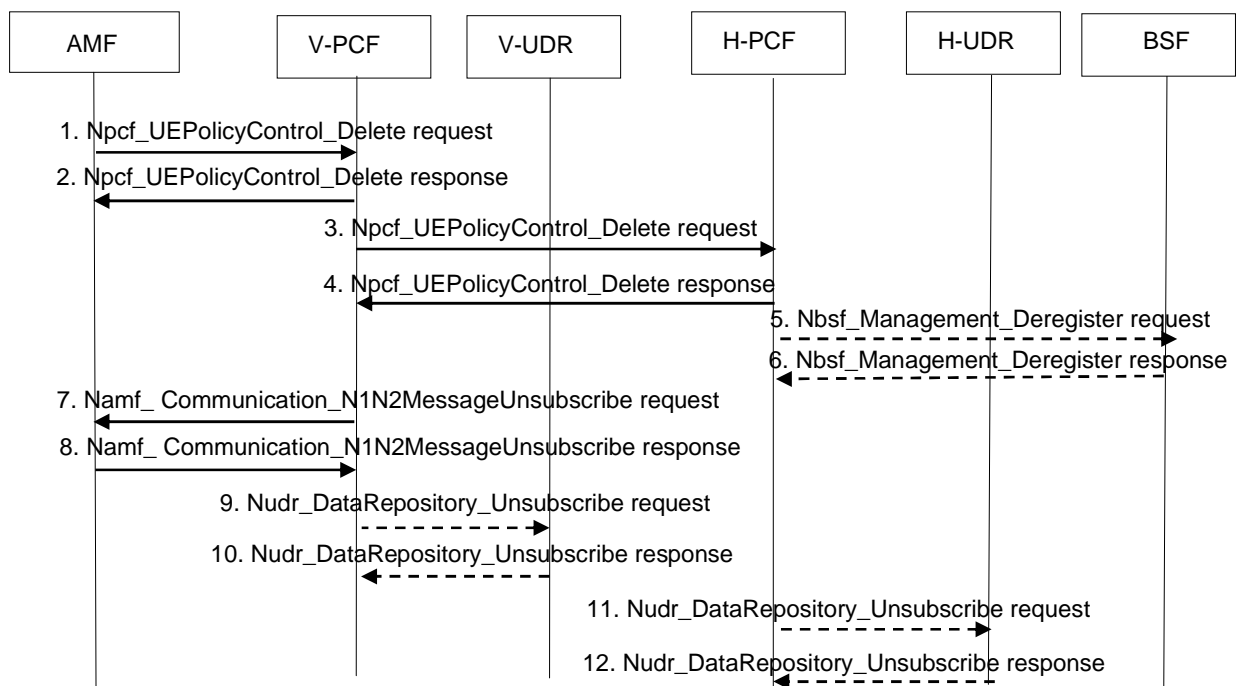 AMF
V-PCF
V-UDR
H-PCF
H-UDR
BSF
1. Npcf_UEPolicyControl_Delete request
2. Npcf_UEPolicyControl_Delete response
3. Npcf_UEPolicyControl_Delete request
4. Npcf_UEPolicyControl_Delete response
5. Nbsf_Management_Deregister request
6. Nbsf_Management_Deregister response
7. Namf_ Communication_N1N2MessageUnsubscribe request
8. Namf_ Communication_N1N2MessageUnsubscribe response
9. Nudr_DataRepository_Unsubscribe request
10. Nudr_DataRepository_Unsubscribe response
11. Nudr_DataRepository_Unsubscribe request
12. Nudr_DataRepository_Unsubscribe response